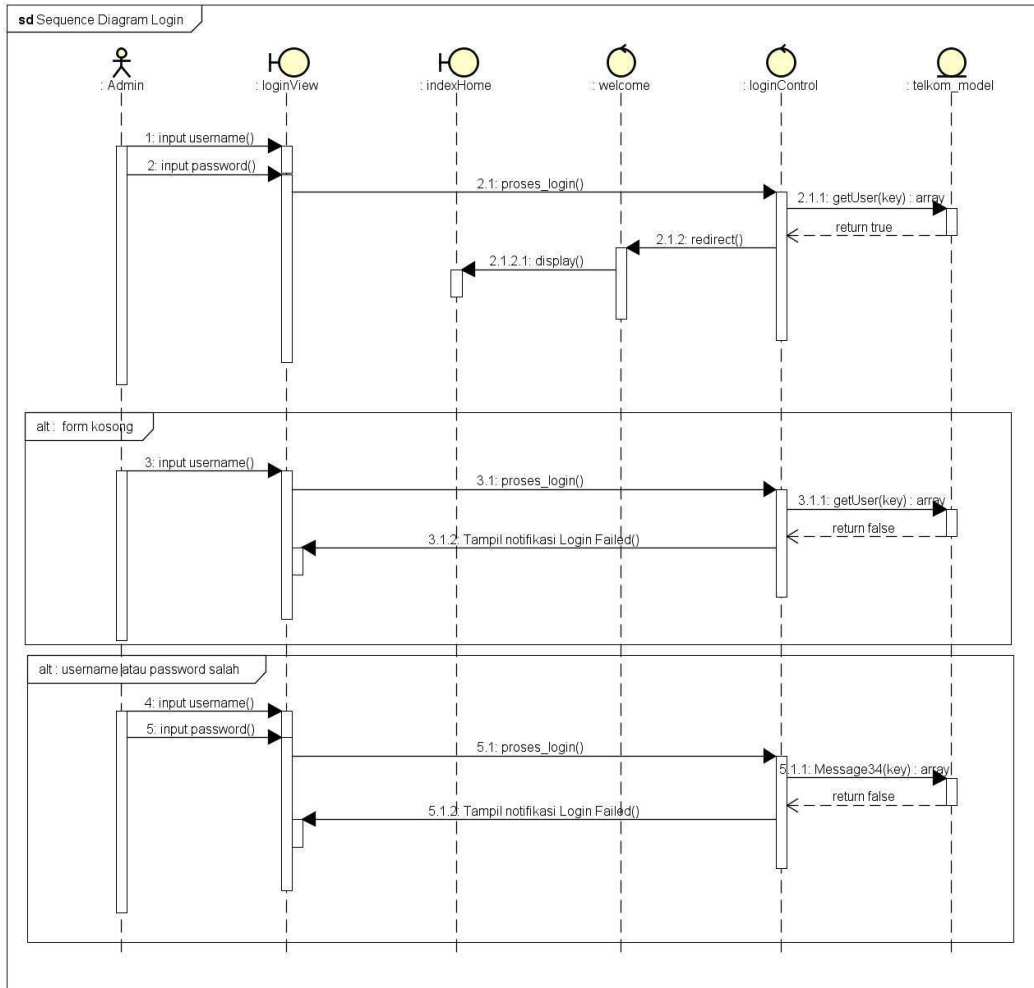 sd Sequence Diagram Login
: Admin
: loginView
: indexHome
: welcome
: loginControl
: telkom_model
1: input username()
2: input password()
2.1: proses_login()
2.1.1: getUser(key) : array
return true
2.1.2: redirect()
2.1.2.1: display()
alt : form kosong
3: input username()
3.1: proses_login()
3.1.1: getUser(key) : array
return false
3.1.2: Tampil notifikasi Login Failed()
alt : username atau password salah
4: input username()
5: input password()
5.1: proses_login()
5.1.1: Message34(key) : array
return false
5.1.2: Tampil notifikasi Login Failed()